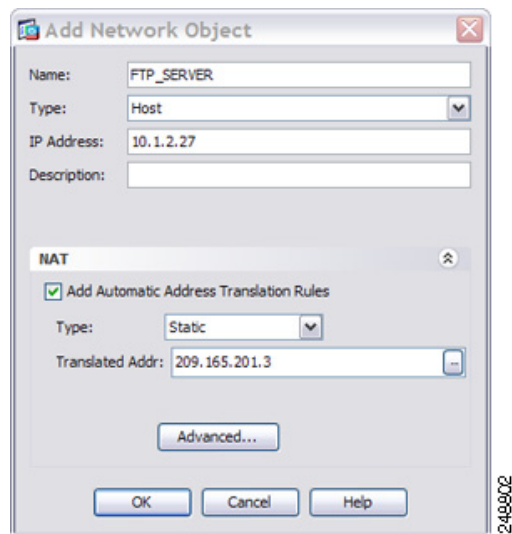 Add Network Object
Name: FTP_SERVER
Type: Host
IP Address: 10.1.2.27
Description:
NAT
Add Automatic Address Translation Rules
Type: Static
Translated Addr: 209.165.201.3 ...
Advanced...
OK Cancel Help
248802